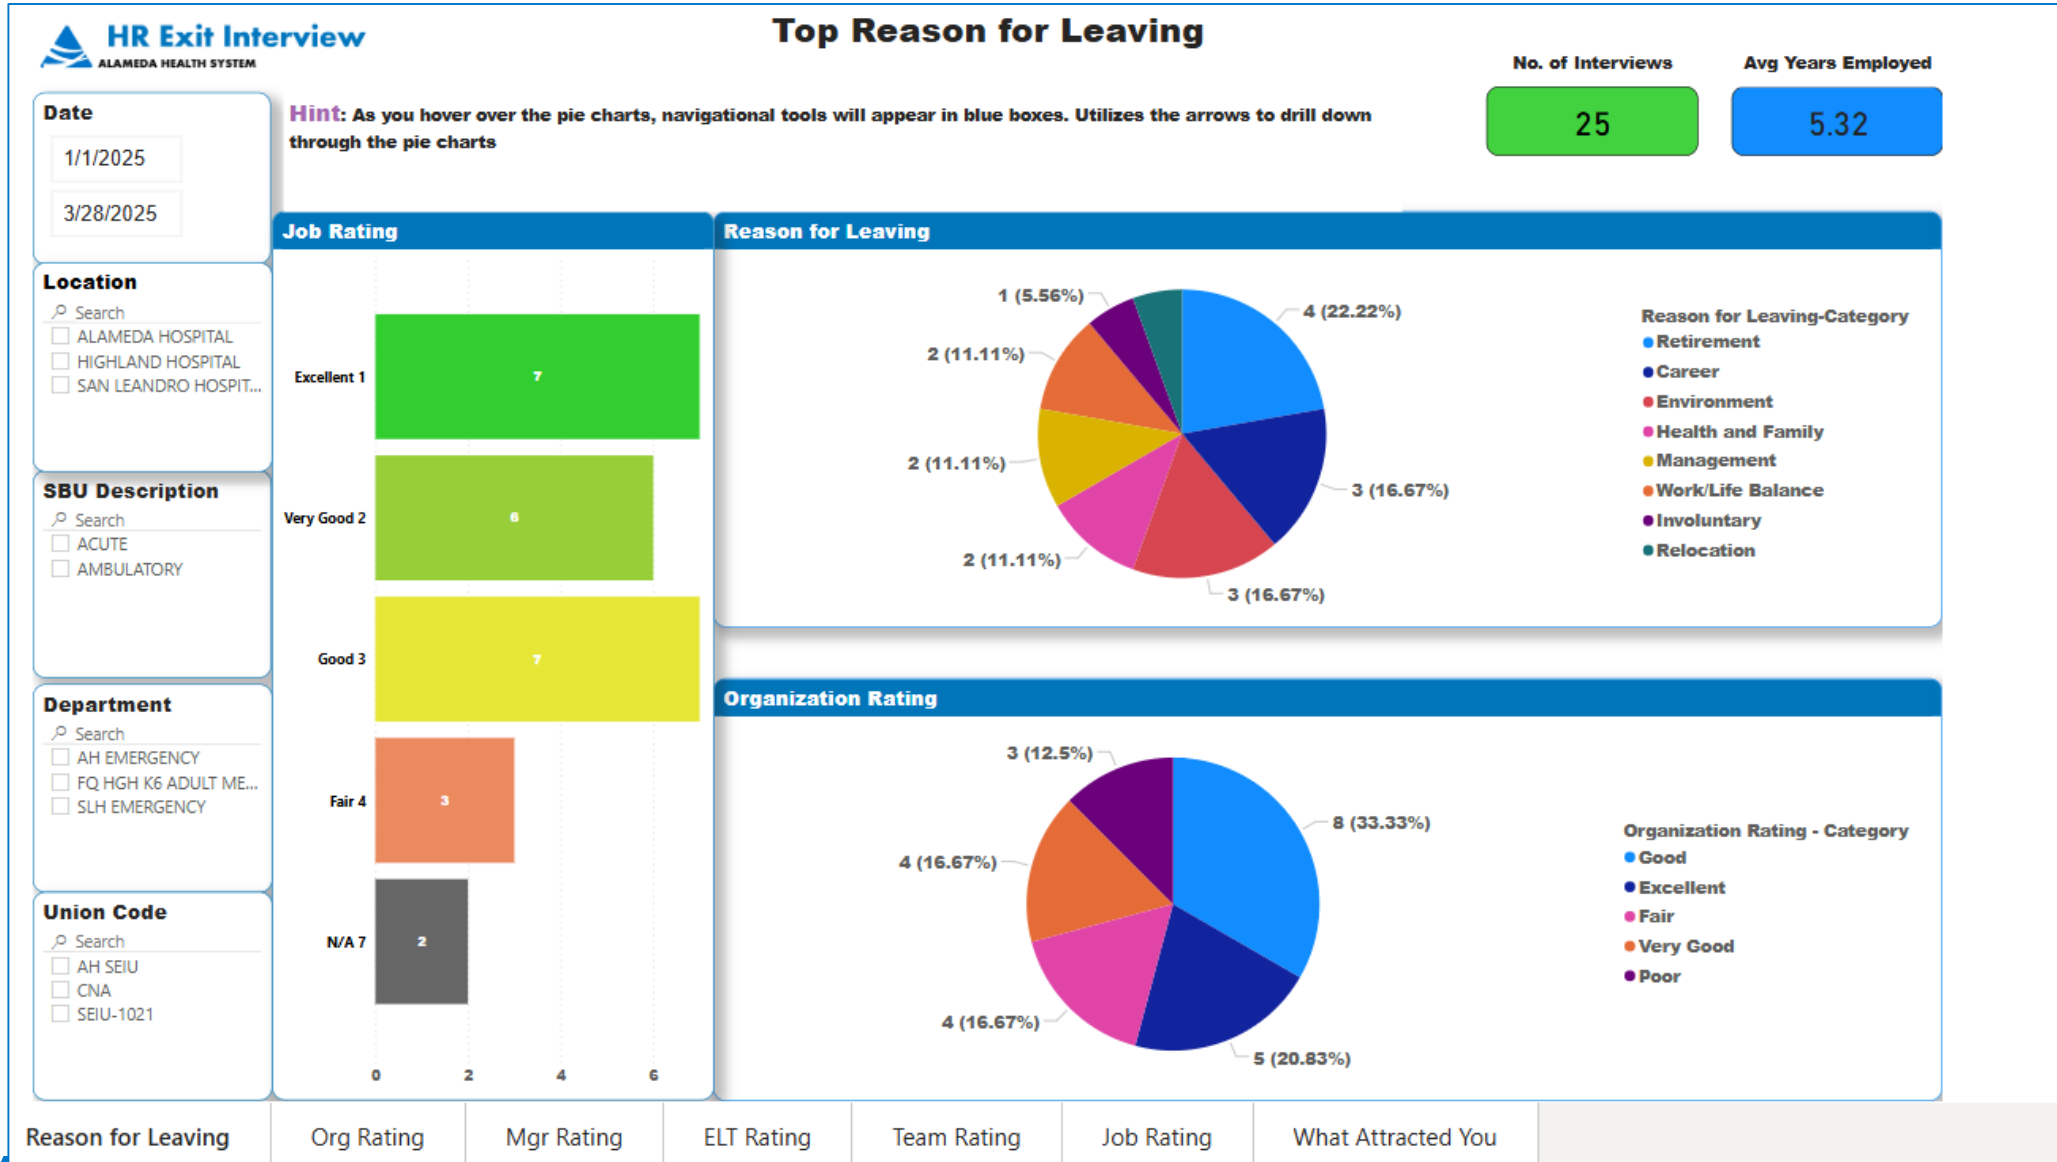 HR Exit Interview
ALAMEDA HEALTH SYSTEM
Top Reason for Leaving
No. of Interviews
25
Avg Years Employed
5.32
Hint: As you hover over the pie charts, navigational tools will appear in blue boxes. Utilizes the arrows to drill down
through the pie charts
Date
1/1/2025
3/28/2025
Location
Search
ALAMEDA HOSPITAL
HIGHLAND HOSPITAL
SAN LEANDRO HOSPIT...
SBU Description
Search
ACUTE
AMBULATORY
Department
Search
AH EMERGENCY
FQ HGH K6 ADULT ME...
SLH EMERGENCY
Union Code
Search
AH SEIU
CNA
SEIU-1021
Job Rating
Excellent 1
7
Very Good 2
6
Good 3
7
Fair 4
3
N/A 7
2
0
2
4
6
Reason for Leaving
1 (5.56%)
4 (22.22%)
2 (11.11%)
2 (11.11%)
3 (16.67%)
2 (11.11%)
3 (16.67%)
Reason for Leaving-Category
Retirement
Career
Environment
Health and Family
Management
Work/Life Balance
Involuntary
Relocation
Organization Rating
3 (12.5%)
8 (33.33%)
4 (16.67%)
4 (16.67%)
5 (20.83%)
Organization Rating - Category
Good
Excellent
Fair
Very Good
Poor
Reason for Leaving
Org Rating
Mgr Rating
ELT Rating
Team Rating
Job Rating
What Attracted You